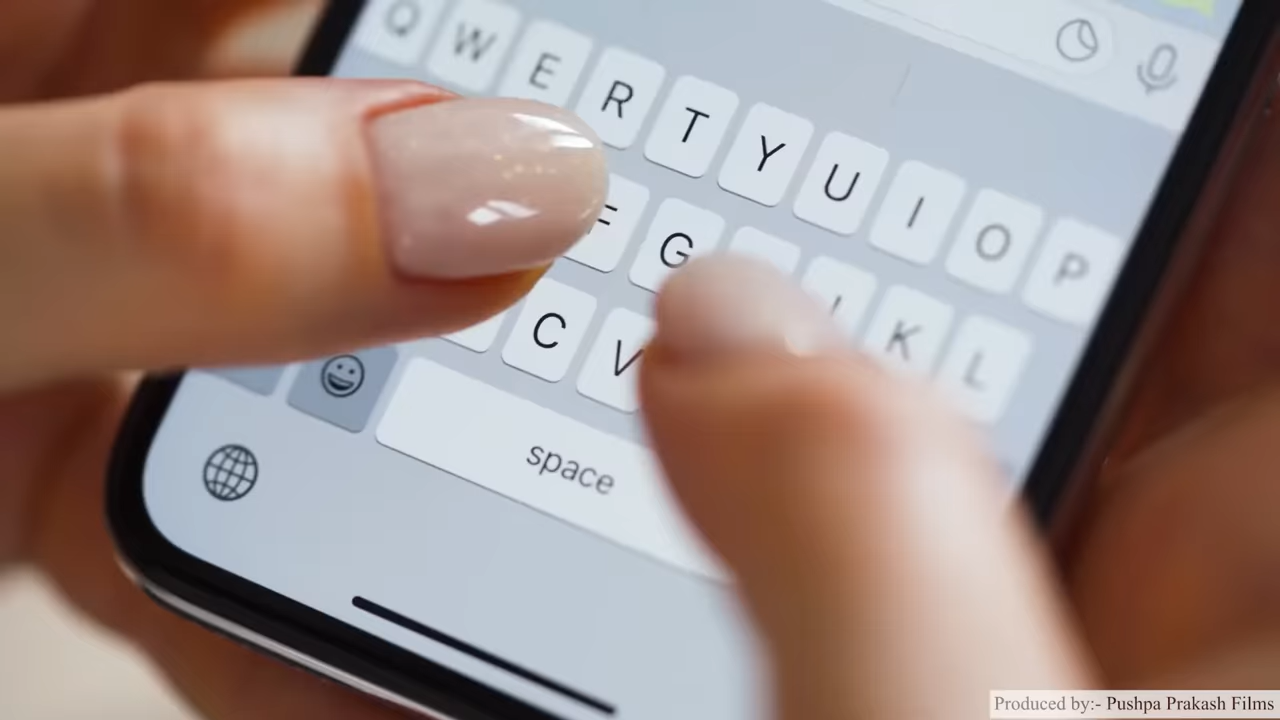 Q W E R T Y U I O P
F G J K L
C V
space
Produced by:- Pushpa Prakash Films